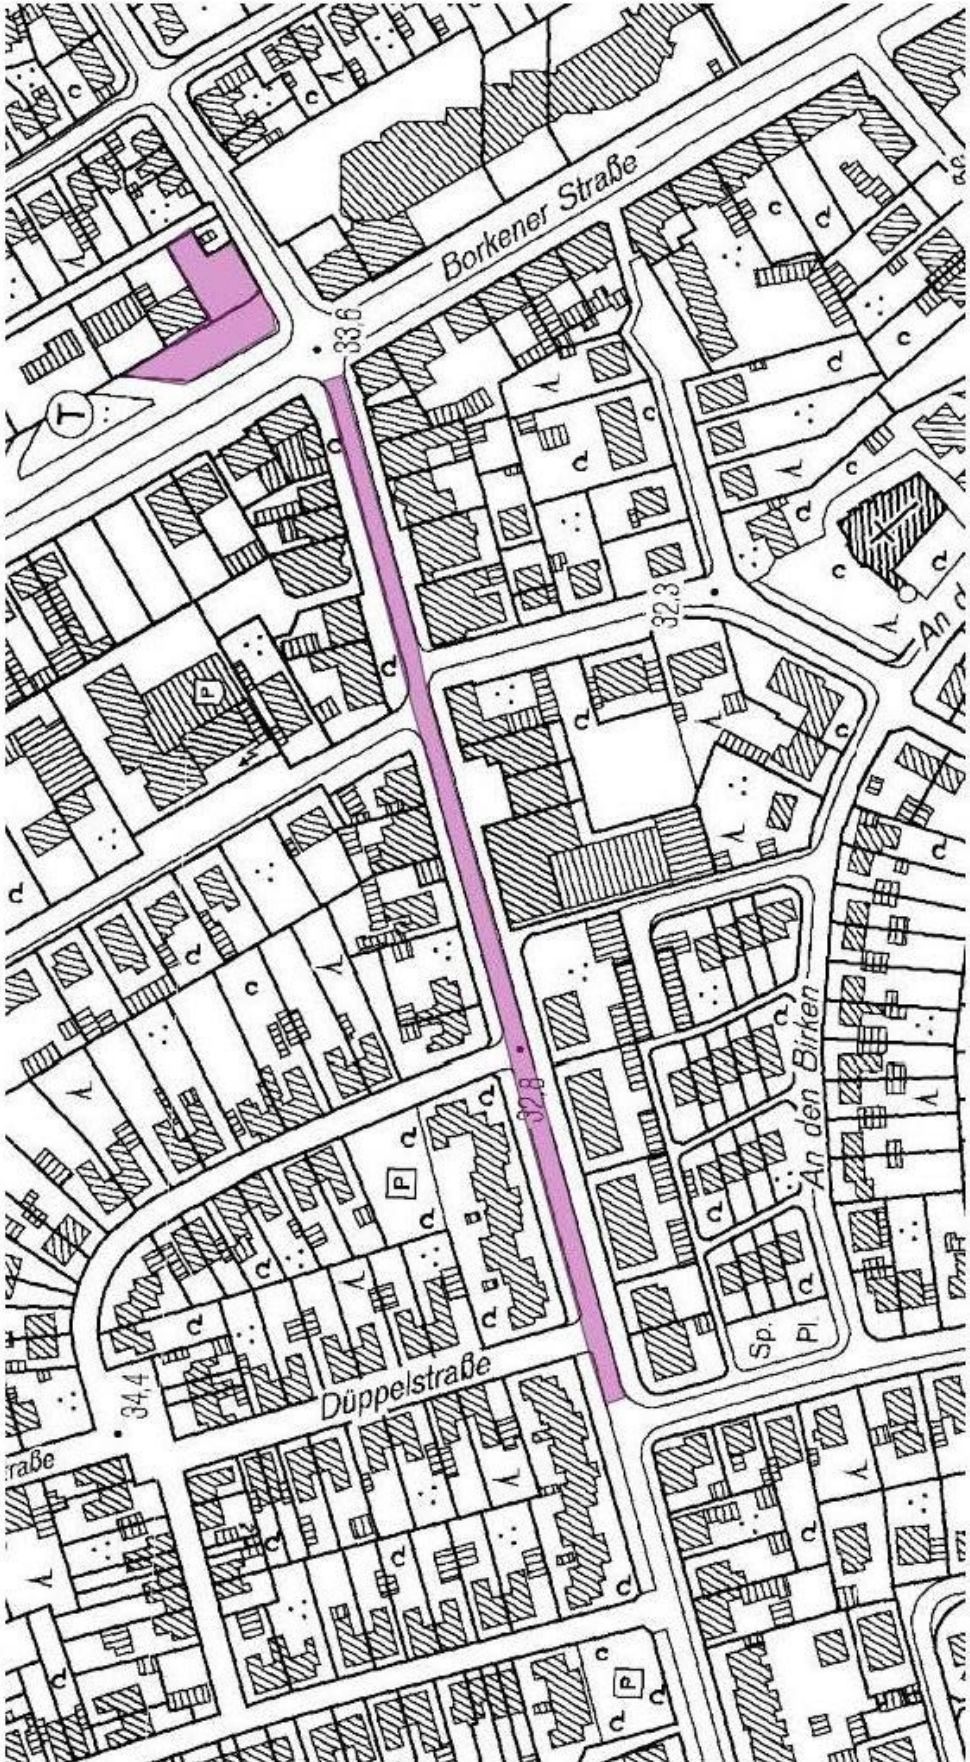 Borkener Straße
33,6
T
32,3
An d
P
An den Birken
32,8
P
Sp.
Pl.
34,4
Düppelstraße
raße
P